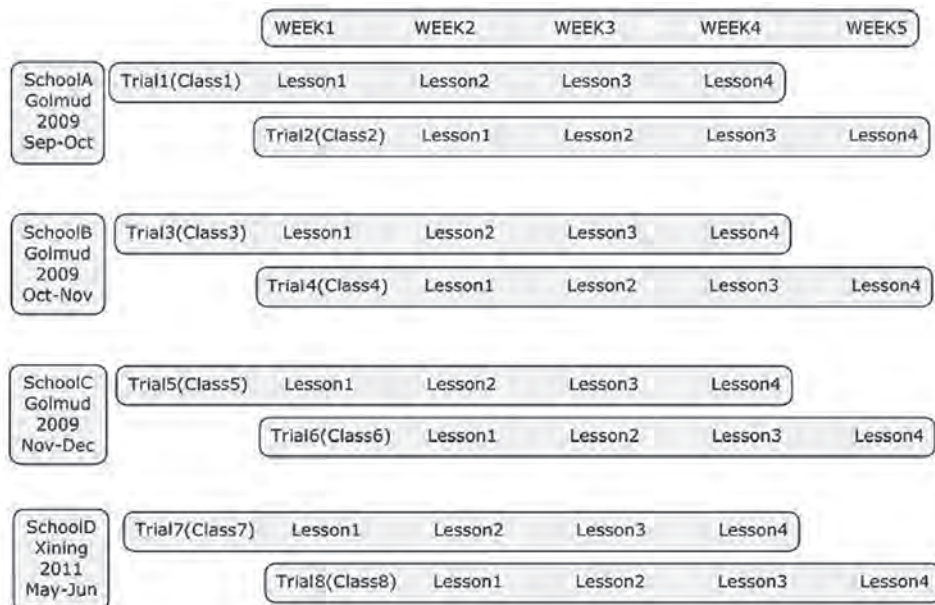 WEEK1 WEEK2 WEEK3 WEEK4 WEEK5
SchoolA
Golmud
2009
Sep-Oct
Trial1(Class1) Lesson1 Lesson2 Lesson3 Lesson4
Trial2(Class2) Lesson1 Lesson2 Lesson3 Lesson4
SchoolB
Golmud
2009
Oct-Nov
Trial3(Class3) Lesson1 Lesson2 Lesson3 Lesson4
Trial4(Class4) Lesson1 Lesson2 Lesson3 Lesson4
SchoolC
Golmud
2009
Nov-Dec
Trial5(Class5) Lesson1 Lesson2 Lesson3 Lesson4
Trial6(Class6) Lesson1 Lesson2 Lesson3 Lesson4
SchoolD
Xining
2011
May-Jun
Trial7(Class7) Lesson1 Lesson2 Lesson3 Lesson4
Trial8(Class8) Lesson1 Lesson2 Lesson3 Lesson4